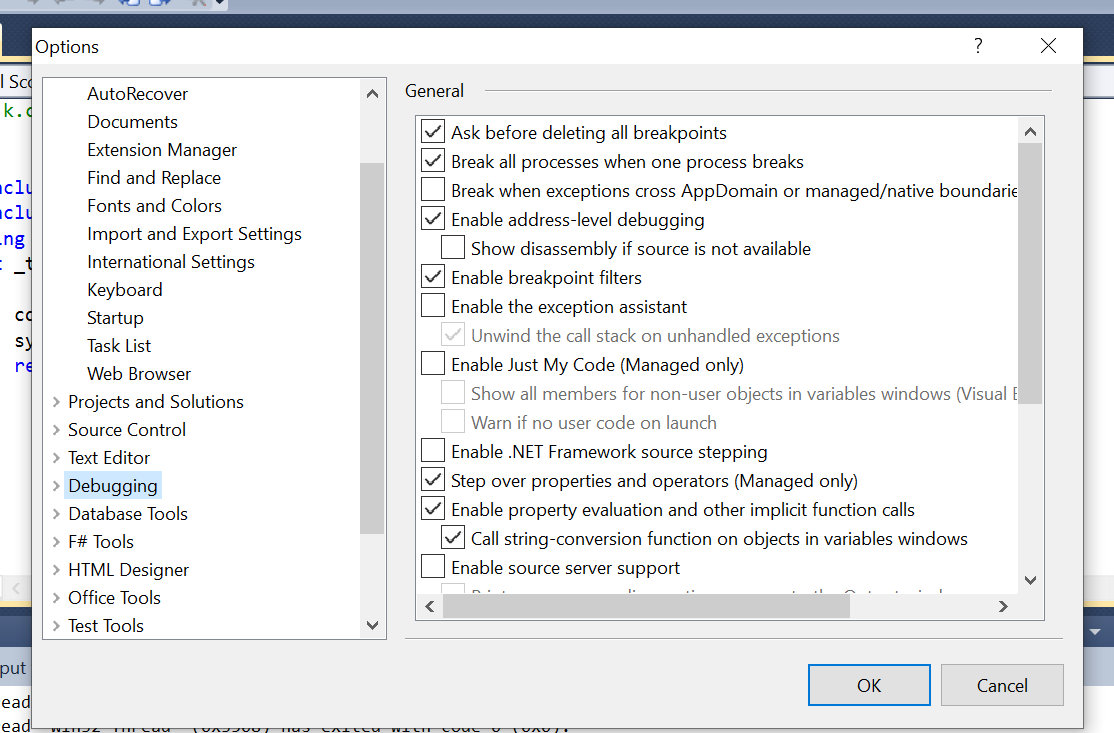 Options
?
l Sco
k.c
nclu
nclu
ing
_t
co
sy
re
AutoRecover
Documents
Extension Manager
Find and Replace
Fonts and Colors
Import and Export Settings
International Settings
Keyboard
Startup
Task List
Web Browser
Projects and Solutions
Source Control
Text Editor
Debugging
Database Tools
F# Tools
HTML Designer
Office Tools
Test Tools
General
Ask before deleting all breakpoints
Break all processes when one process breaks
Break when exceptions cross AppDomain or managed/native boundarie
Enable address-level debugging
Show disassembly if source is not available
Enable breakpoint filters
Enable the exception assistant
Unwind the call stack on unhandled exceptions
Enable Just My Code (Managed only)
Show all members for non-user objects in variables windows (Visual
Warn if no user code on launch
Enable .NET Framework source stepping
Step over properties and operators (Managed only)
Enable property evaluation and other implicit function calls
Call string-conversion function on objects in variables windows
Enable source server support
OK
Cancel
put
ead
ead
has exited with code 0 (0x0).